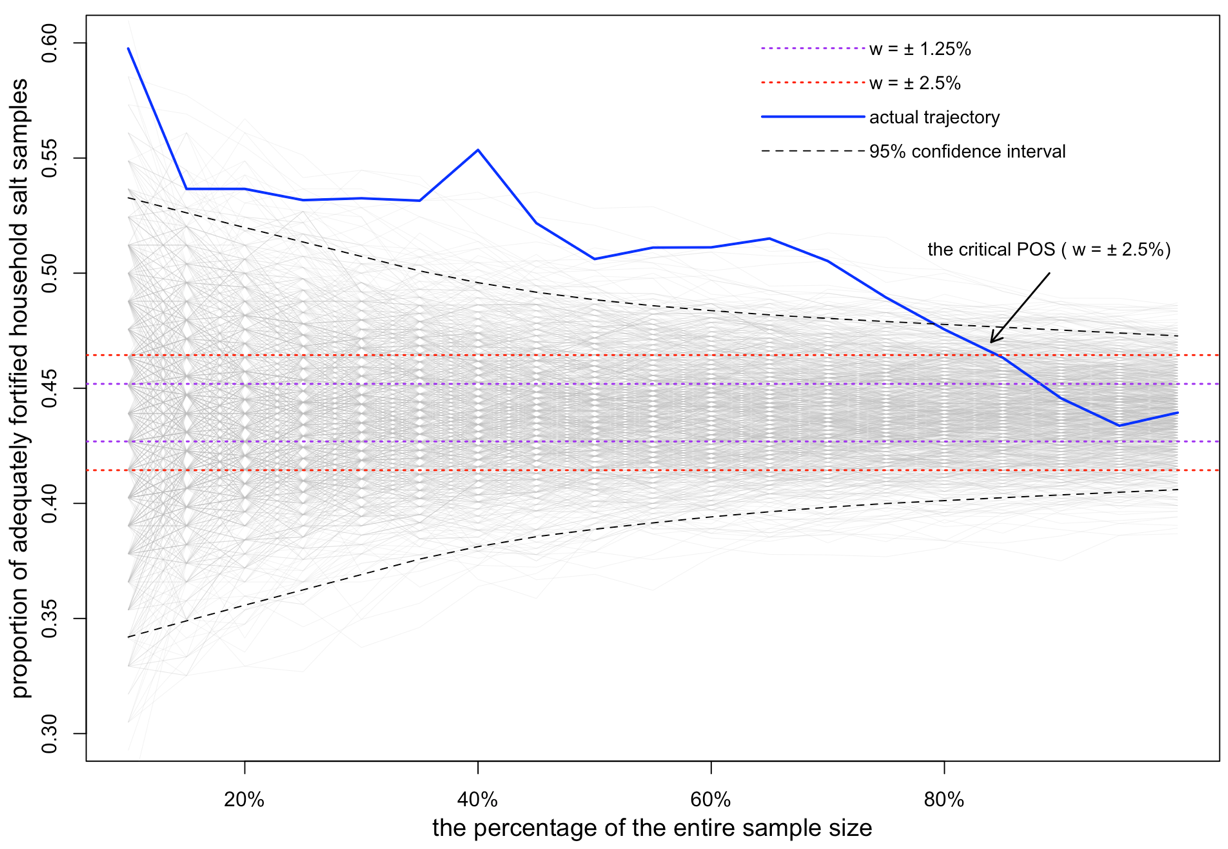 w = ± 1.25%
w = ± 2.5%
actual trajectory
95% confidence interval
the critical POS ( w = ± 2.5%)
proportion of adequately fortified household salt samples
0.60
0.55
0.50
0.45
0.40
0.35
0.30
20%
40%
60%
80%
the percentage of the entire sample size